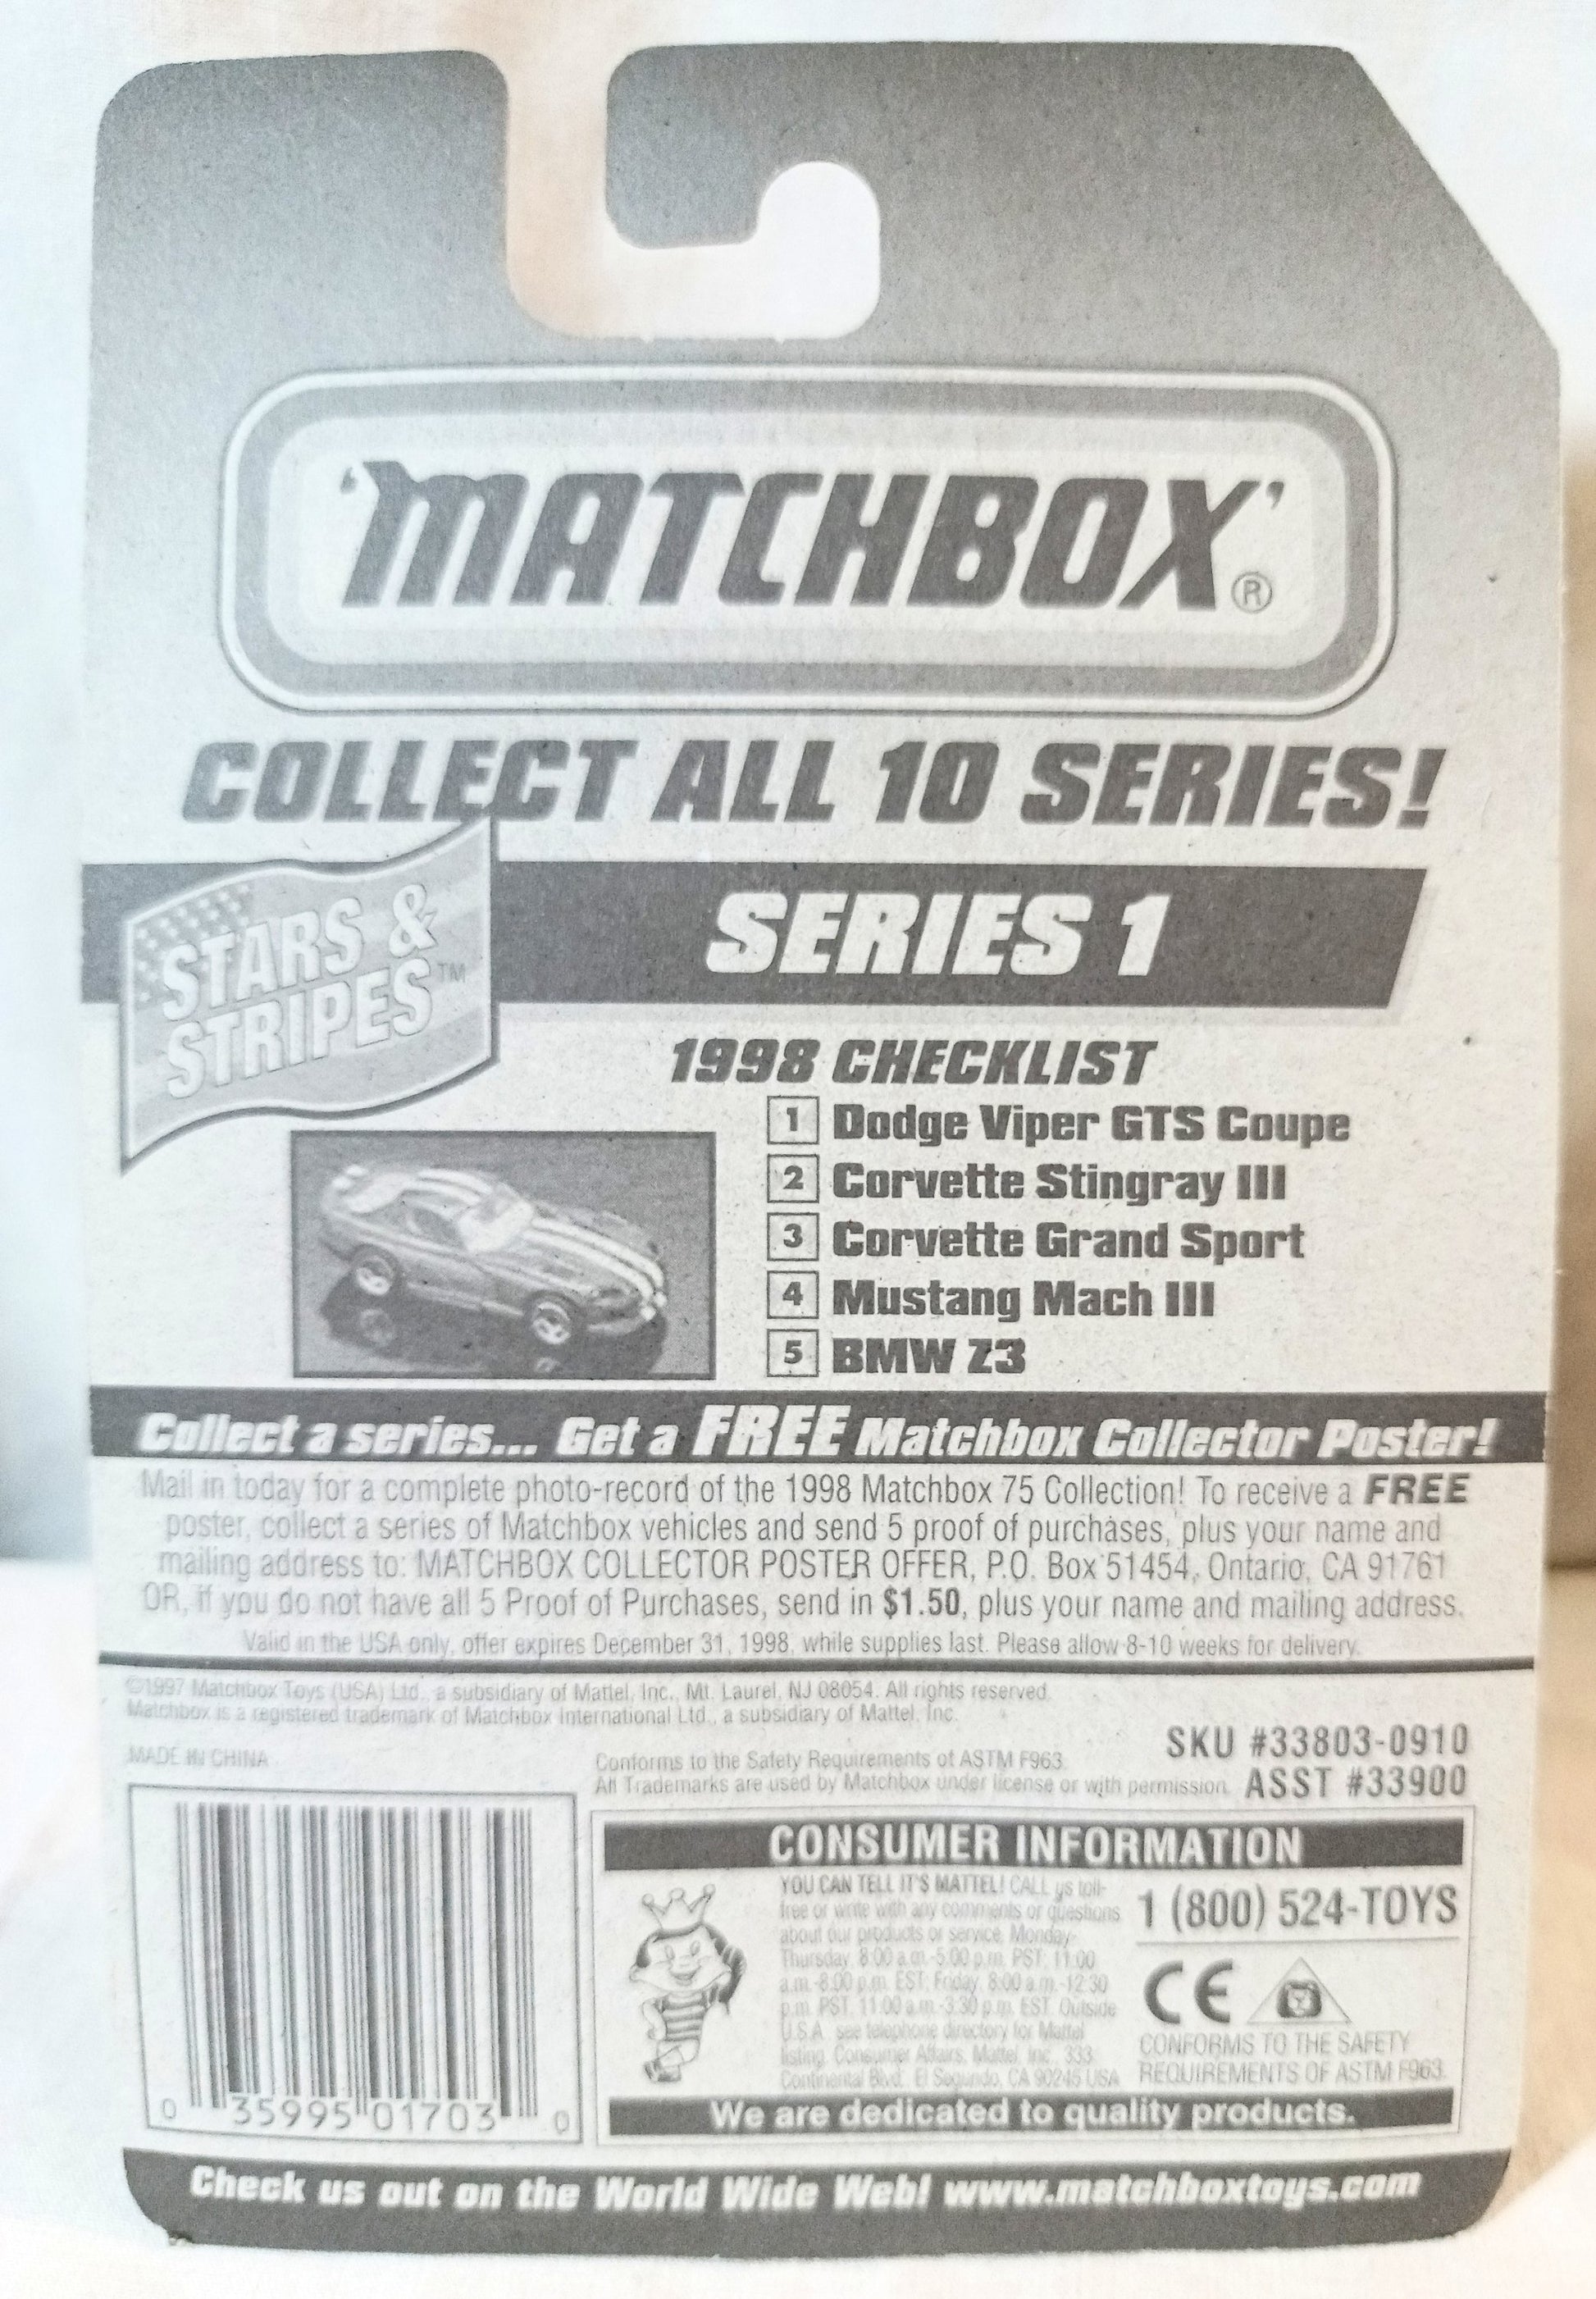 'MATCHBOX'®
COLLECT ALL 10 SERIES!
STARS &
STRIPES™
SERIES 1
1998 CHECKLIST
1 Dodge Viper GTS Coupe
2 Corvette Stingray III
3 Corvette Grand Sport
4 Mustang Mach III
5 BMW Z3
Collect a series... Get a FREE Matchbox Collector Poster!
Mail in today for a complete photo-record of the 1998 Matchbox 75 Collection! To receive a FREE
poster, collect a series of Matchbox vehicles and send 5 proof of purchases, plus your name and
mailing address to: MATCHBOX COLLECTOR POSTER OFFER, P.O. Box 51454, Ontario, CA 91761
OR, if you do not have all 5 Proof of Purchases, send in $1.50, plus your name and mailing address.
Valid in the USA only, offer expires December 31, 1998, while supplies last. Please allow 8-10 weeks for delivery.
©1997 Matchbox Toys (USA) Ltd., a subsidiary of Mattel, Inc., Mt. Laurel, NJ 08054. All rights reserved.
Matchbox is a registered trademark of Matchbox International Ltd., a subsidiary of Mattel, Inc.
MADE IN CHINA
Conforms to the Safety Requirements of ASTM F963.
All Trademarks are used by Matchbox under license or with permission.
SKU #33803-0910
ASST #33900
0 35995 01703 0
CONSUMER INFORMATION
YOU CAN TELL IT'S MATTEL! CALL us toll-
free or write with any comments or questions
about our products or service. Monday-
Thursday, 8:00 a.m.-5:00 p.m. PST; 11:00
a.m.-8:00 p.m. EST; Friday, 8:00 a.m.-12:30
p.m. PST, 11:00 a.m.-3:30 p.m. EST. Outside
U.S.A. see telephone directory for Mattel
listing. Consumer Affairs, Mattel, Inc., 333
Continental Blvd., El Segundo, CA 90245 USA
1 (800) 524-TOYS
CE
CONFORMS TO THE SAFETY
REQUIREMENTS OF ASTM F963.
We are dedicated to quality products.
Check us out on the World Wide Web! www.matchboxtoys.com